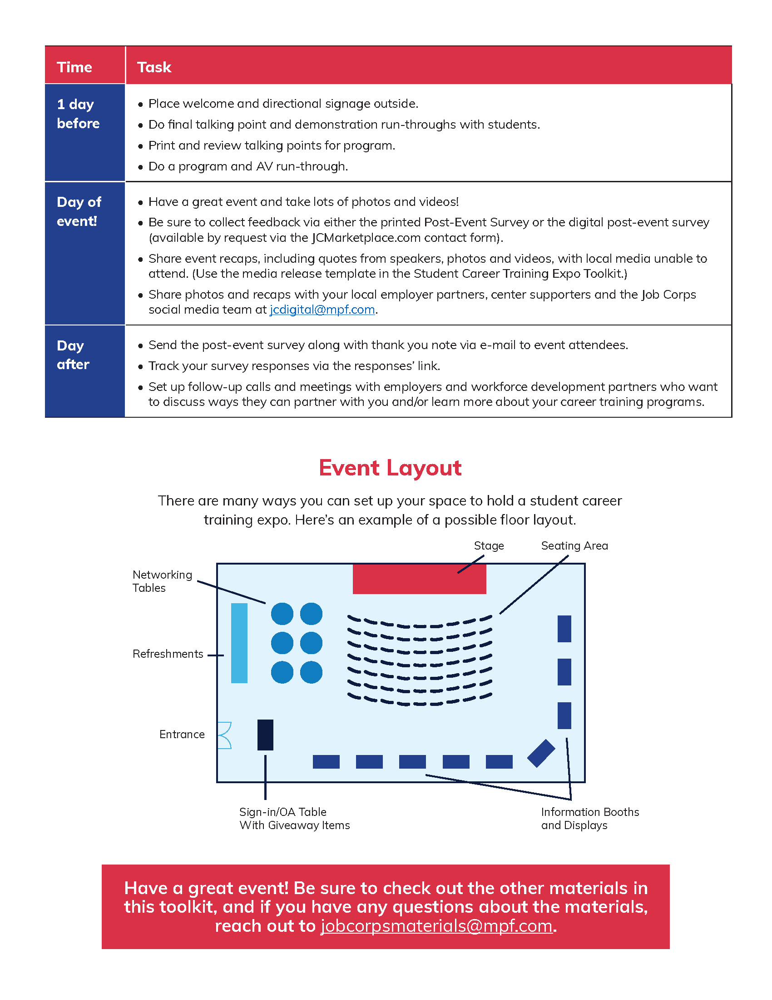 Time
Task
1 day
before
• Place welcome and directional signage outside.
• Do final talking point and demonstration run-throughs with students.
• Print and review talking points for program.
• Do a program and AV run-through.
Day of
event!
• Have a great event and take lots of photos and videos!
• Be sure to collect feedback via either the printed Post-Event Survey or the digital post-event survey
(available by request via the JCMarketplace.com contact form).
• Share event recaps, including quotes from speakers, photos and videos, with local media unable to
attend. (Use the media release template in the Student Career Training Expo Toolkit.)
• Share photos and recaps with your local employer partners, center supporters and the Job Corps
social media team at jcdigital@mpf.com.
Day
after
• Send the post-event survey along with thank you note via e-mail to event attendees.
• Track your survey responses via the responses’ link.
• Set up follow-up calls and meetings with employers and workforce development partners who want
to discuss ways they can partner with you and/or learn more about your career training programs.
Event Layout
There are many ways you can set up your space to hold a student career
training expo. Here’s an example of a possible floor layout.
Stage
Seating Area
Networking
Tables
Refreshments
Entrance
Sign-in/OA Table
With Giveaway Items
Information Booths
and Displays
Have a great event! Be sure to check out the other materials in
this toolkit, and if you have any questions about the materials,
reach out to jobcorpsmaterials@mpf.com.